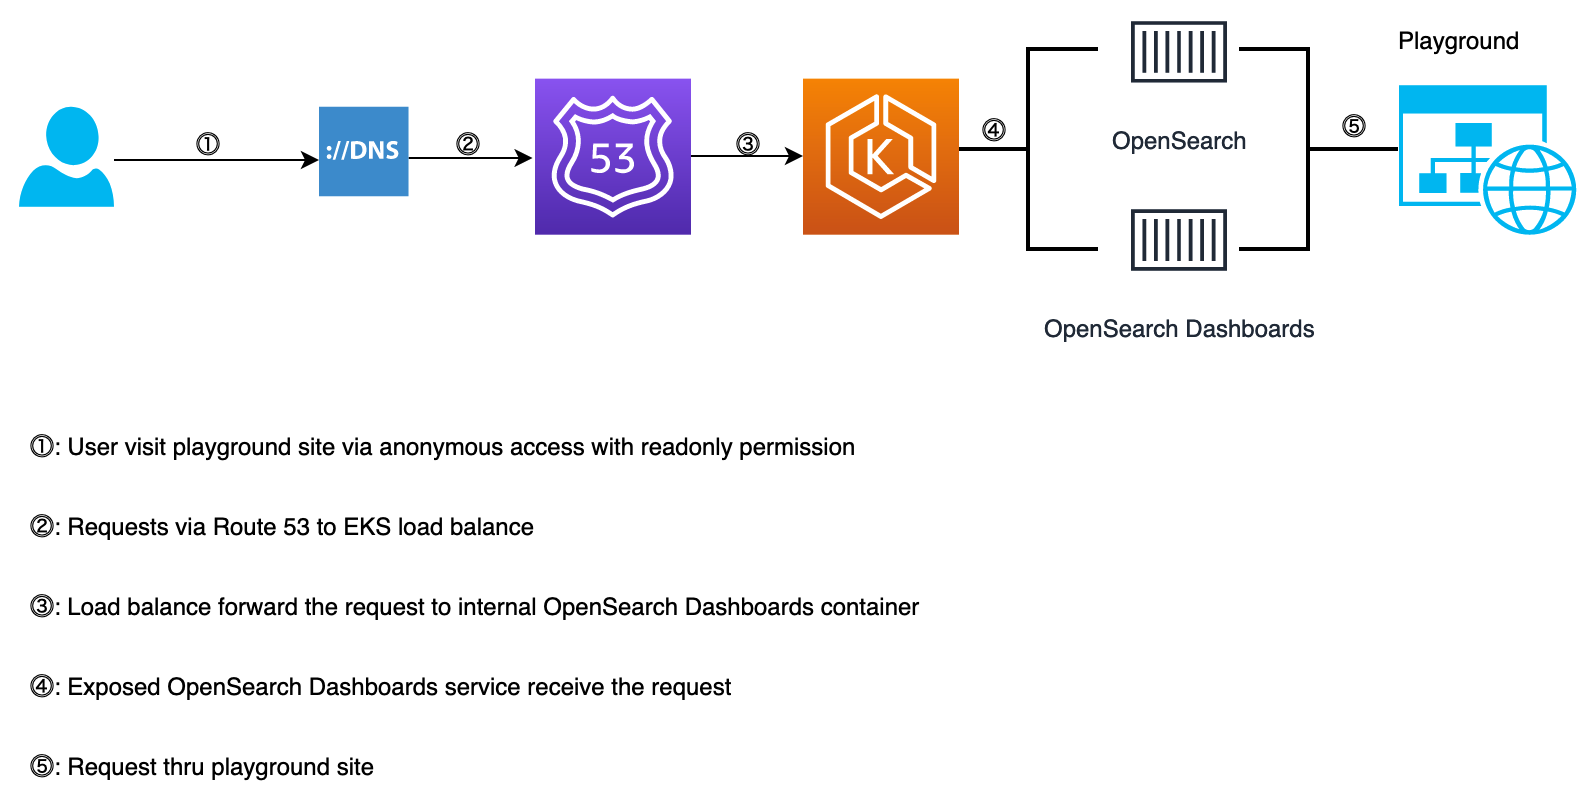 Playground
①
://DNS
②
53
③
K
④
OpenSearch
⑤
OpenSearch Dashboards
①: User visit playground site via anonymous access with readonly permission
②: Requests via Route 53 to EKS load balance
③: Load balance forward the request to internal OpenSearch Dashboards container
④: Exposed OpenSearch Dashboards service receive the request
⑤: Request thru playground site